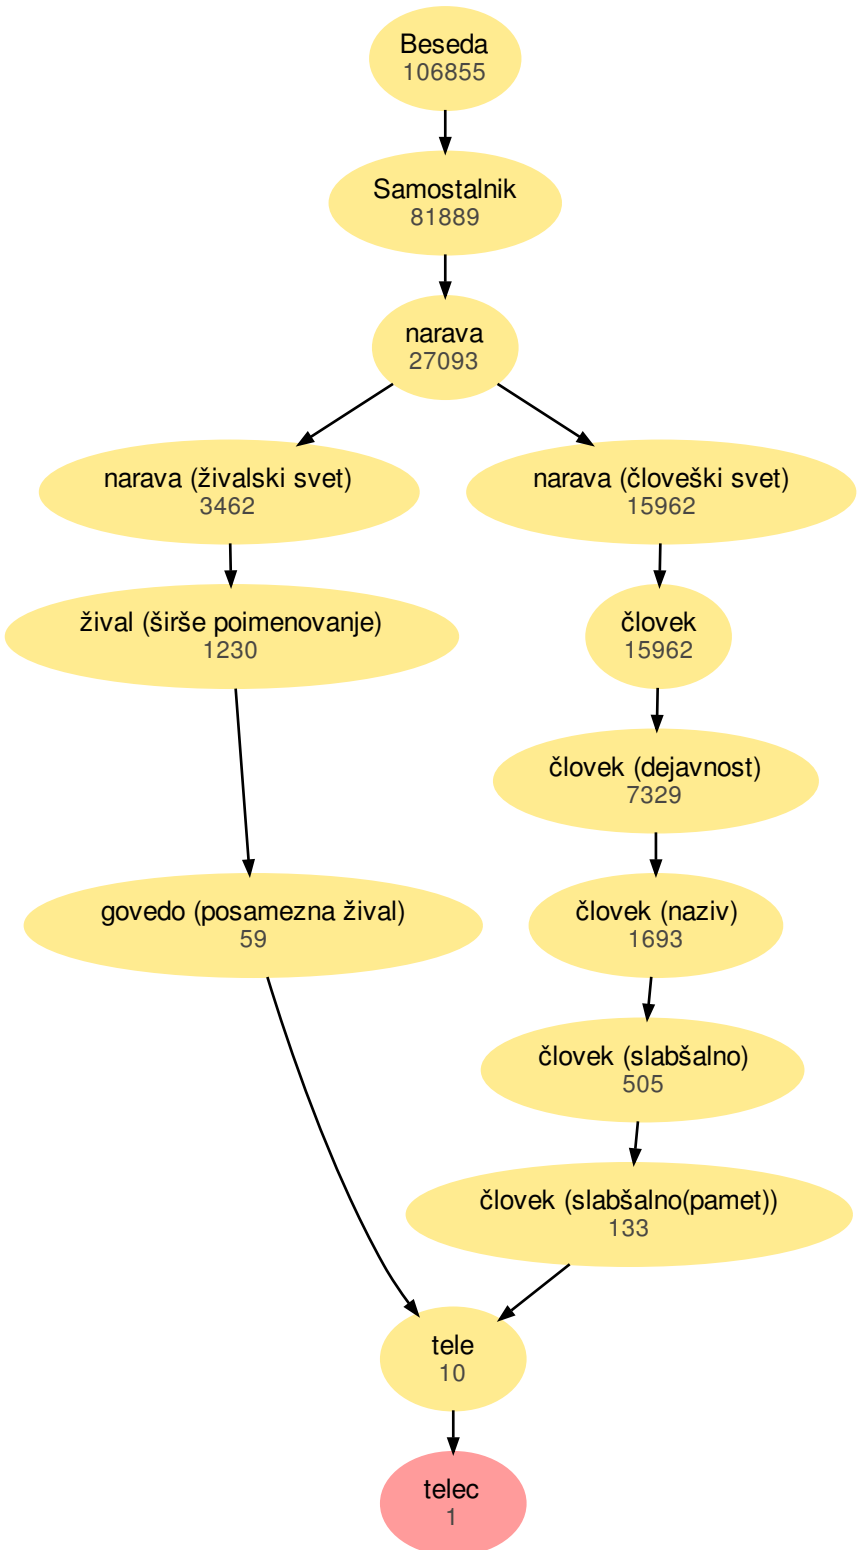 Beseda
106855
Samostalnik
81889
narava
27093
narava (živalski svet)
3462
narava (človeški svet)
15962
žival (širše poimenovanje)
1230
človek
15962
človek (dejavnost)
7329
govedo (posamezna žival)
59
človek (naziv)
1693
človek (slabšalno)
505
človek (slabšalno(pamet))
133
tele
10
telec
1